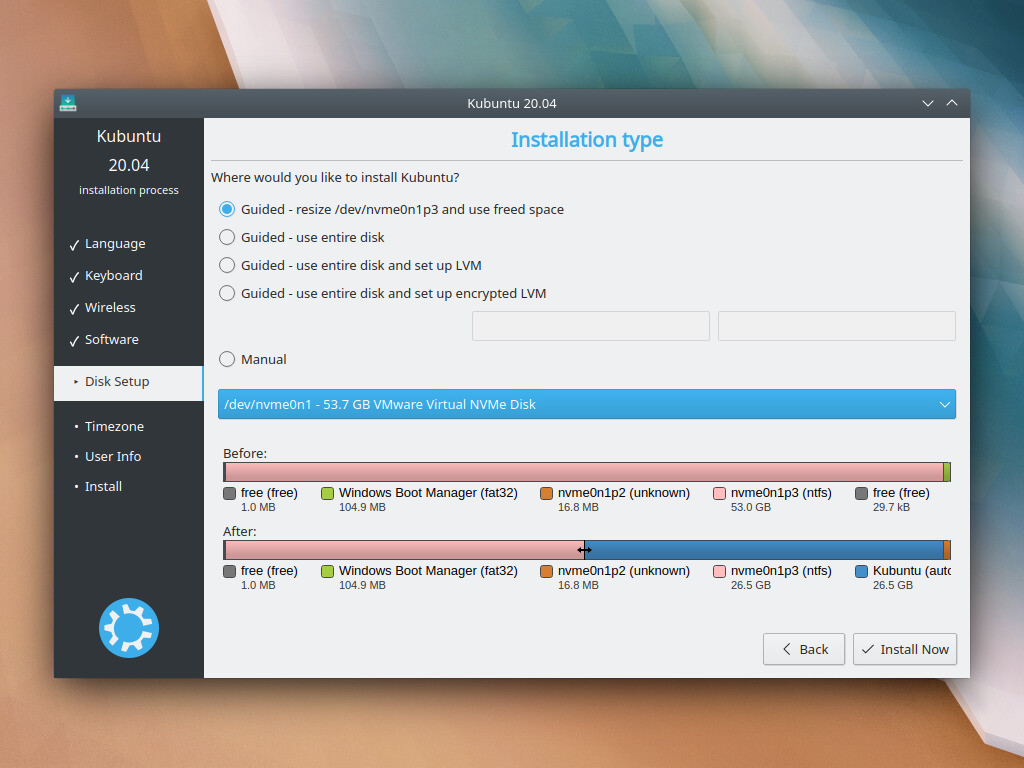 Kubuntu 20.04
Kubuntu
20.04
installation process
Language
Keyboard
Wireless
Software
Disk Setup
Timezone
User Info
Install
Installation type
Where would you like to install Kubuntu?
Guided - resize /dev/nvme0n1p3 and use freed space
Guided - use entire disk
Guided - use entire disk and set up LVM
Guided - use entire disk and set up encrypted LVM
Manual
/dev/nvme0n1 - 53.7 GB VMware Virtual NVMe Disk
Before:
free (free) Windows Boot Manager (fat32) nvme0n1p2 (unknown) nvme0n1p3 (ntfs) free (free)
1.0 MB 104.9 MB 16.8 MB 53.0 GB 29.7 kB
After:
free (free) Windows Boot Manager (fat32) nvme0n1p2 (unknown) nvme0n1p3 (ntfs) Kubuntu (auto
1.0 MB 104.9 MB 16.8 MB 26.5 GB 26.5 GB
Back Install Now